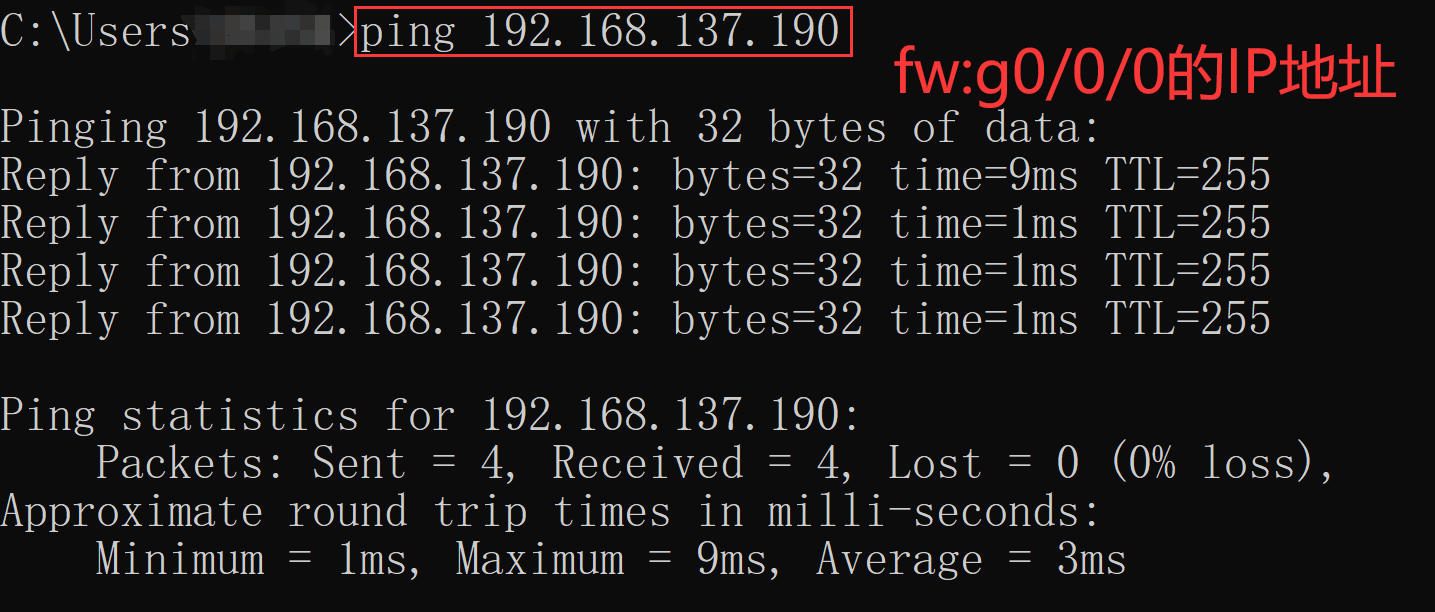 C:\Users >ping 192.168.137.190
fw:g0/0/0的IP地址
Pinging 192.168.137.190 with 32 bytes of data:
Reply from 192.168.137.190: bytes=32 time=9ms TTL=255
Reply from 192.168.137.190: bytes=32 time=1ms TTL=255
Reply from 192.168.137.190: bytes=32 time=1ms TTL=255
Reply from 192.168.137.190: bytes=32 time=1ms TTL=255
Ping statistics for 192.168.137.190:
Packets: Sent = 4, Received = 4, Lost = 0 (0% loss),
Approximate round trip times in milli-seconds:
Minimum = 1ms, Maximum = 9ms, Average = 3ms